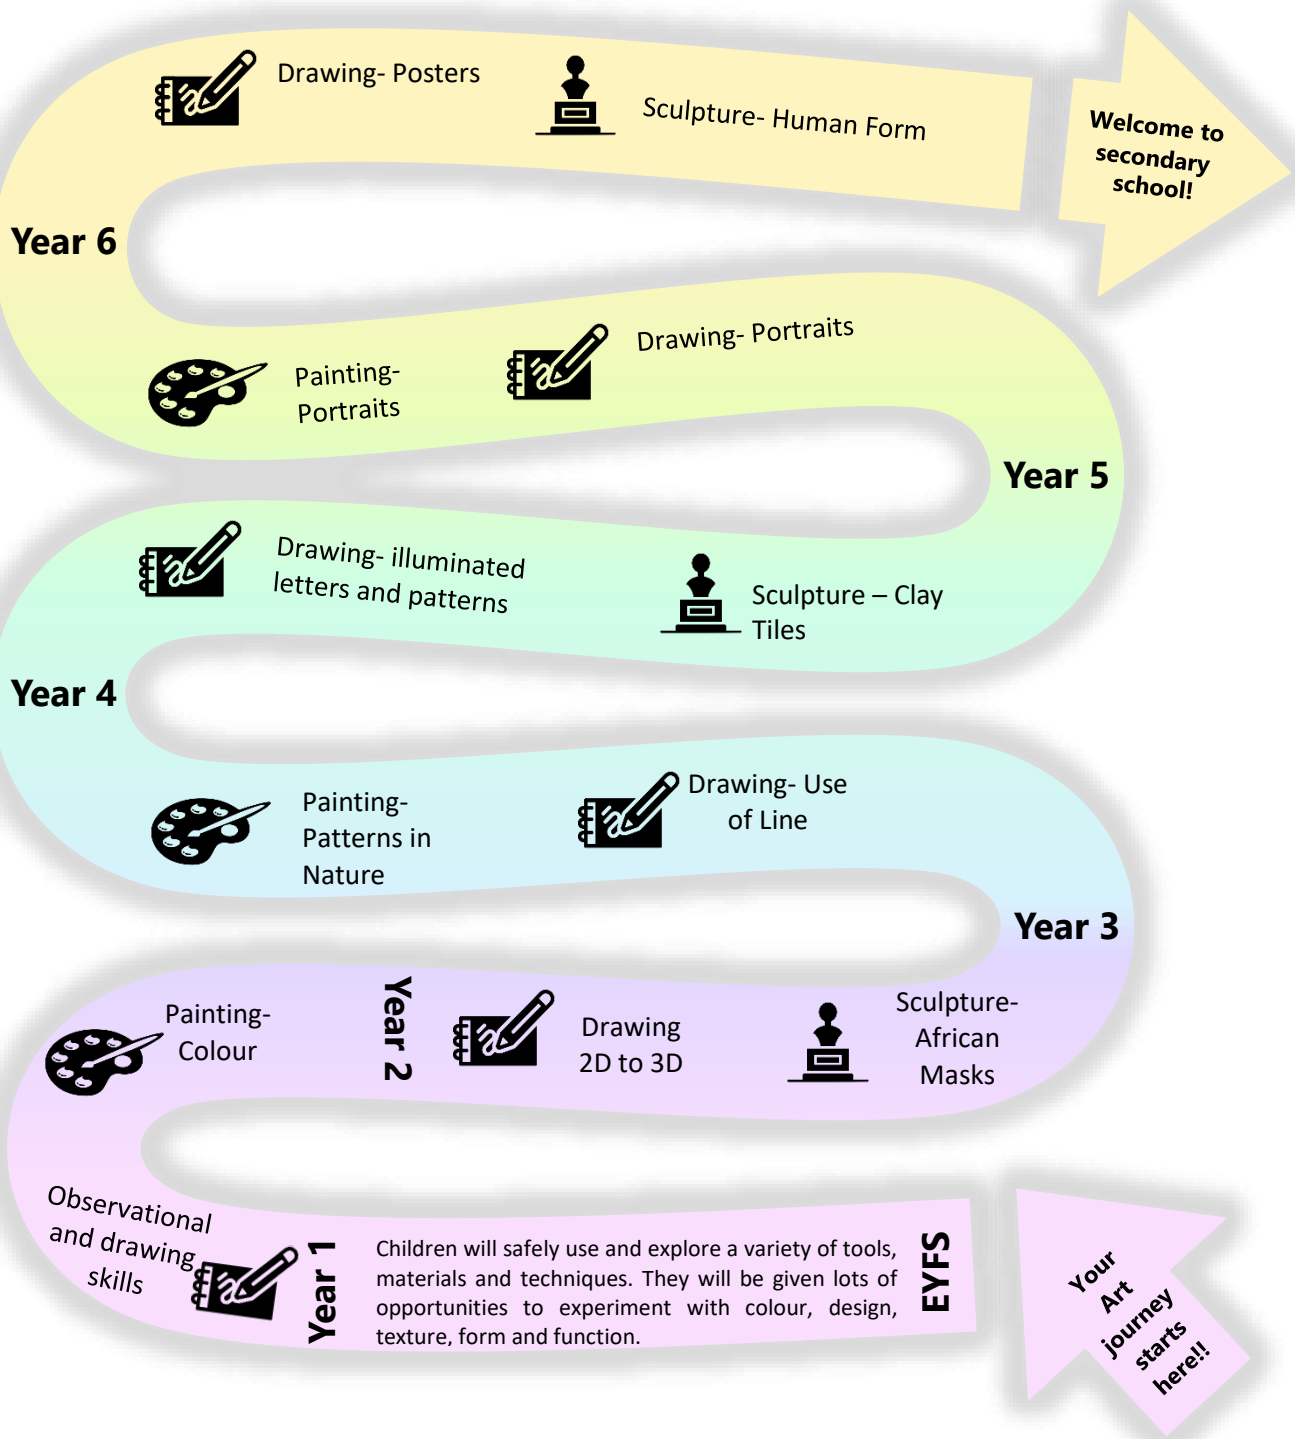 Drawing- Posters
Sculpture- Human Form
Welcome to
secondary
school!
Year 6
Painting-
Portraits
Drawing- Portraits
Year 5
Drawing- illuminated
letters and patterns
Sculpture – Clay
Tiles
Year 4
Painting-
Patterns in
Nature
Drawing- Use
of Line
Year 3
Painting-
Colour
Year 2
Drawing
2D to 3D
Sculpture-
African
Masks
Observational
and drawing
skills
Year 1
Children will safely use and explore a variety of tools,
materials and techniques. They will be given lots of
opportunities to experiment with colour, design,
texture, form and function.
EYFS
Your
Art
journey
starts
here!!